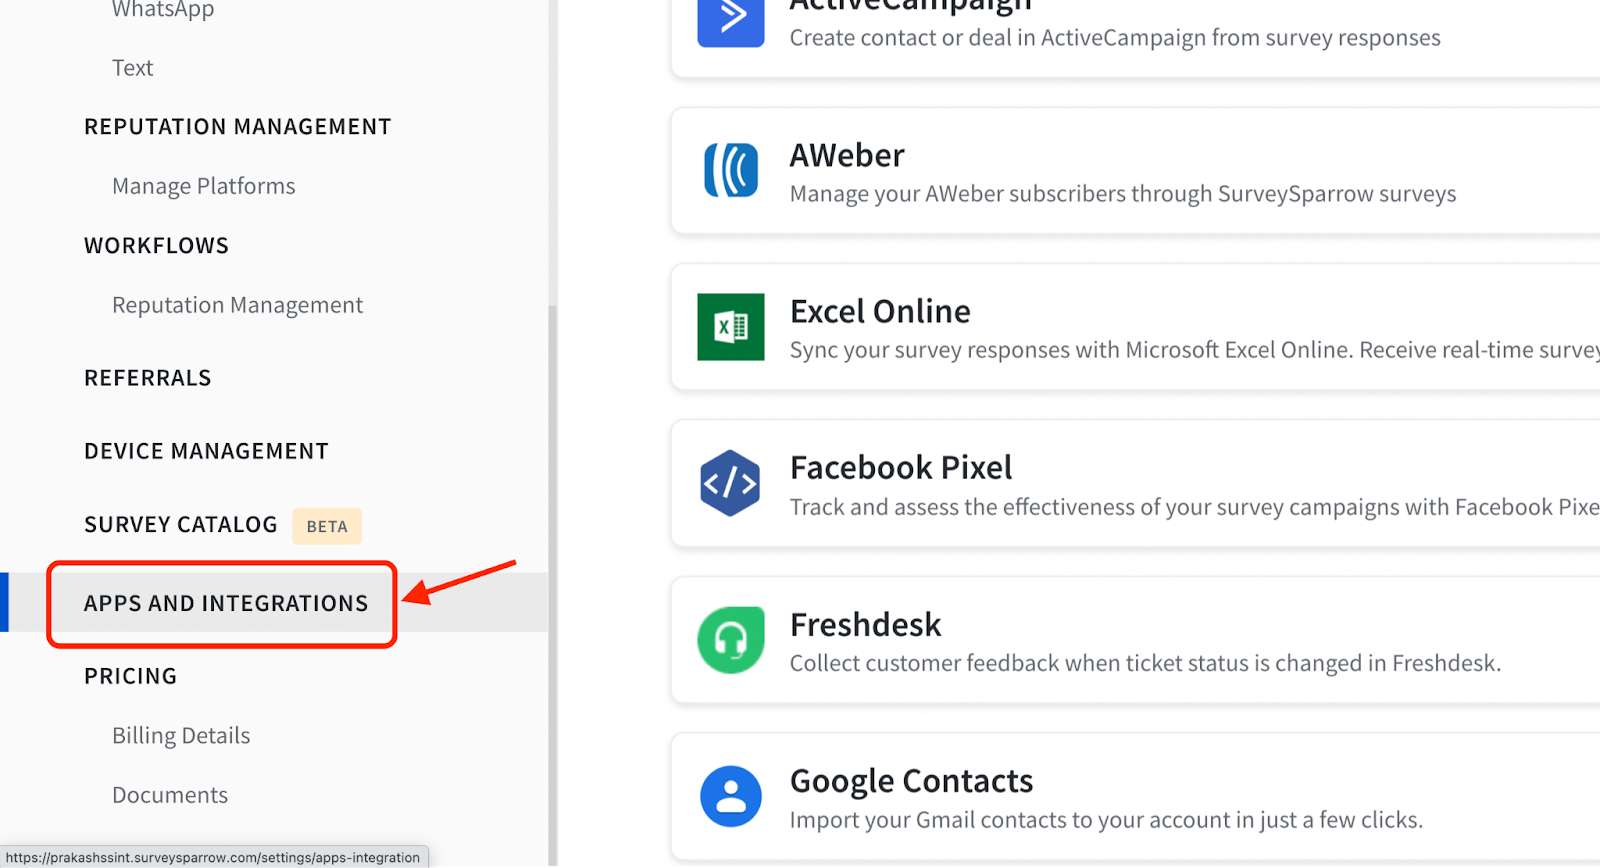 WhatsApp
Text
REPUTATION MANAGEMENT
Manage Platforms
WORKFLOWS
Reputation Management
REFERRALS
DEVICE MANAGEMENT
SURVEY CATALOG BETA
APPS AND INTEGRATIONS
PRICING
Billing Details
Documents
https://prakashssint.surveysparrow.com/settings/apps-integration
ActiveCampaign
Create contact or deal in ActiveCampaign from survey responses
AWeber
Manage your AWeber subscribers through SurveySparrow surveys
Excel Online
Sync your survey responses with Microsoft Excel Online. Receive real-time survey
Facebook Pixel
Track and assess the effectiveness of your survey campaigns with Facebook Pixe
Freshdesk
Collect customer feedback when ticket status is changed in Freshdesk.
Google Contacts
Import your Gmail contacts to your account in just a few clicks.